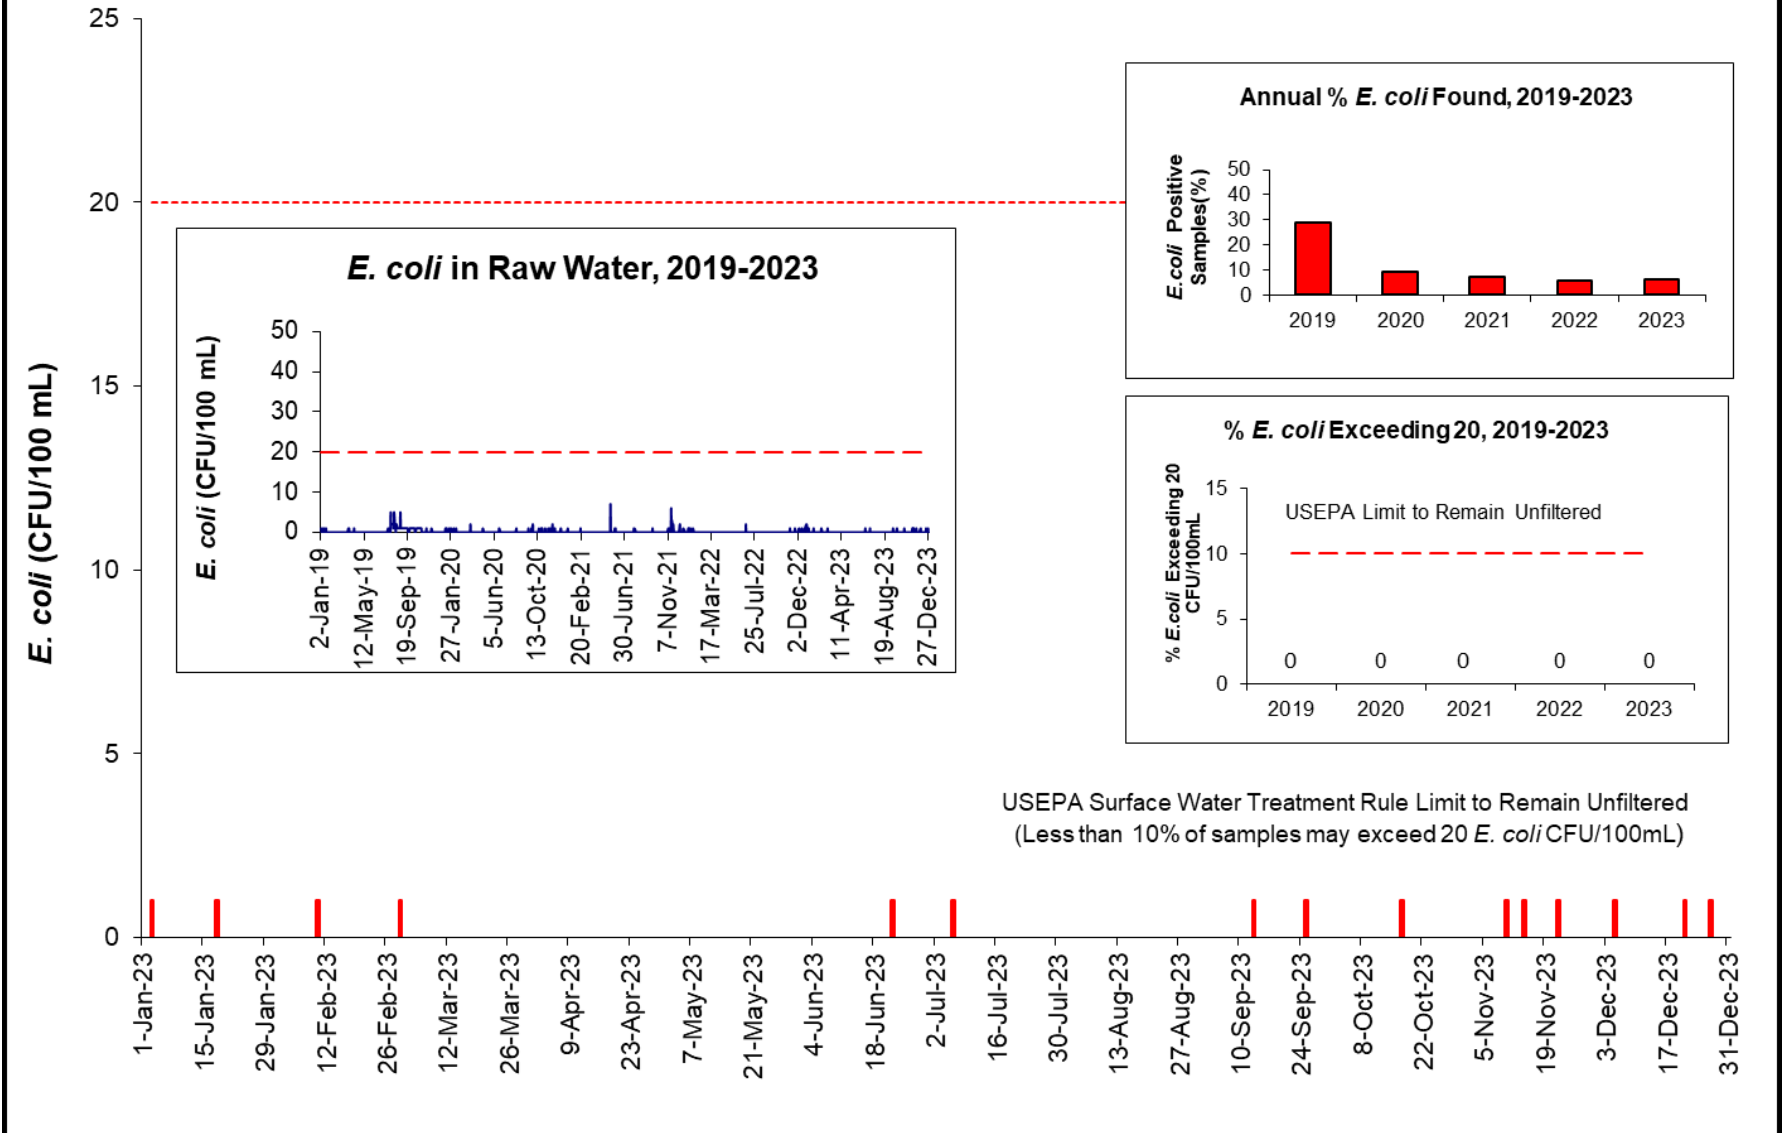 25
20
15
10
5
0
E. coli (CFU/100 mL)
E. coli in Raw Water, 2019-2023
E. coli (CFU/100 mL)
50
40
30
20
10
0
2-Jan-19
12-May-19
19-Sep-19
27-Jan-20
5-Jun-20
13-Oct-20
20-Feb-21
30-Jun-21
7-Nov-21
17-Mar-22
25-Jul-22
2-Dec-22
11-Apr-23
19-Aug-23
27-Dec-23
Annual % E. coli Found, 2019-2023
E.coli Positive
Samples(%)
50
40
30
20
10
0
2019 2020 2021 2022 2023
% E. coli Exceeding 20, 2019-2023
% E.coli Exceeding 20
CFU/100mL
15
10
5
0
USEPA Limit to Remain Unfiltered
0 0 0 0 0
2019 2020 2021 2022 2023
USEPA Surface Water Treatment Rule Limit to Remain Unfiltered
(Less than 10% of samples may exceed 20 E. coli CFU/100mL)
1-Jan-23
15-Jan-23
29-Jan-23
12-Feb-23
26-Feb-23
12-Mar-23
26-Mar-23
9-Apr-23
23-Apr-23
7-May-23
21-May-23
4-Jun-23
18-Jun-23
2-Jul-23
16-Jul-23
30-Jul-23
13-Aug-23
27-Aug-23
10-Sep-23
24-Sep-23
8-Oct-23
22-Oct-23
5-Nov-23
19-Nov-23
3-Dec-23
17-Dec-23
31-Dec-23